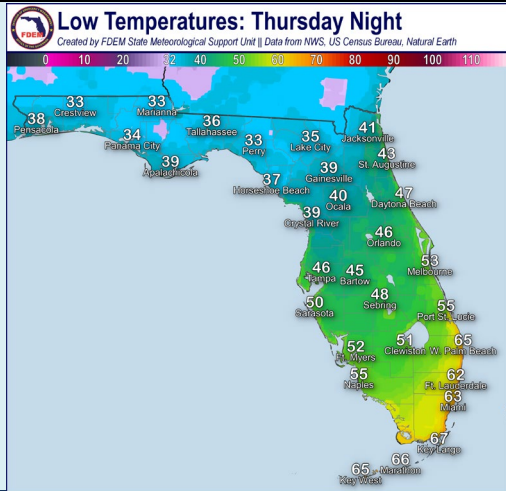 FDEM
Low Temperatures: Thursday Night
Created by FDEM State Meteorological Support Unit || Data from NWS, US Census Bureau, Natural Earth
0 10 20 32 40 50 60 70 80 90 100 110
33
Crestview
33
Marianna
38
Pensacola
36
Tallahassee
34
Panama City
33
Perry
35
Lake City
41
Jacksonville
43
St. Augustine
39
Apalachicola
39
Gainesville
37
Horseshoe Beach
40
Ocala
47
Daytona Beach
39
Crystal River
46
Orlando
53
Melbourne
46
Tampa
45
Bartow
48
Sebring
50
Sarasota
55
Port St. Lucie
52
Ft. Myers
51
Clewiston
65
W. Palm Beach
55
Naples
62
Ft. Lauderdale
63
Miami
67
Key Largo
66
Marathon
65
Key West